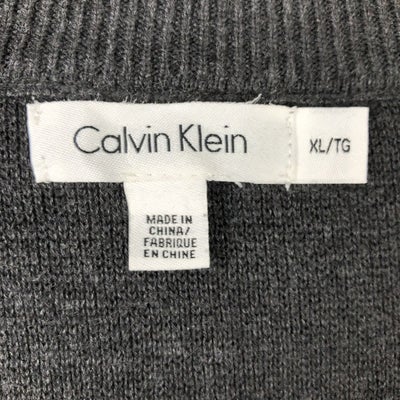 Calvin Klein
XL/TG
MADE IN
CHINA/
FABRIQUE
EN CHINE